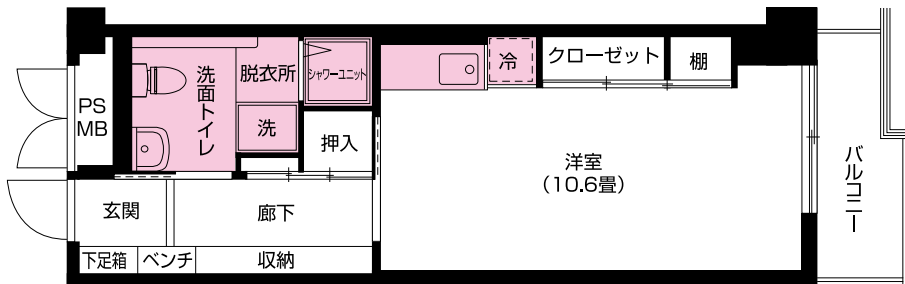 PS
MB
洗面トイレ
脱衣所
洗
シャワーユニット
押入
冷
クローゼット
棚
洋室
（10.6畳）
バルコニー
玄関
廊下
下足箱
ベンチ
収納